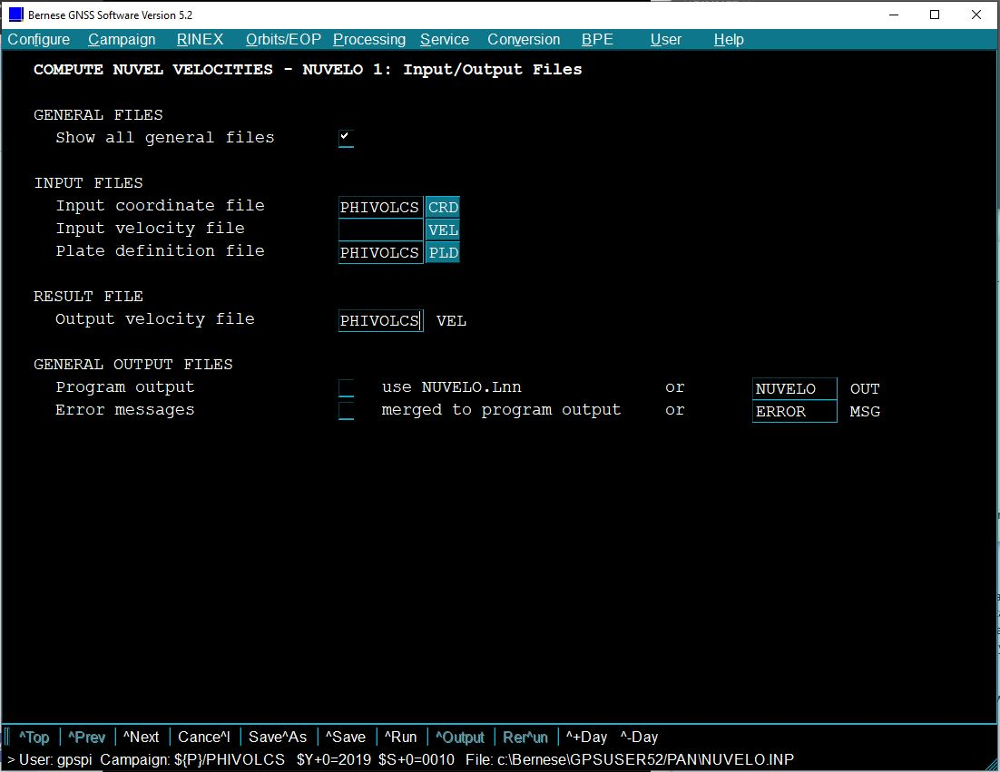 Bernese GNSS Software Version 5.2
Configure Campaign RINEX Orbits/EOP Processing Service Conversion BPE User Help
COMPUTE NUVEL VELOCITIES - NUVELO 1: Input/Output Files
GENERAL FILES
Show all general files
INPUT FILES
Input coordinate file PHIVOLCS CRD
Input velocity file VEL
Plate definition file PHIVOLCS PLD
RESULT FILE
Output velocity file PHIVOLCS VEL
GENERAL OUTPUT FILES
Program output use NUVELO.Lnn or NUVELO OUT
Error messages merged to program output or ERROR MSG
^Top ^Prev ^Next Cance^l Save^As ^Save ^Run ^Output Rer^un ^+Day ^-Day
> User: gpspi Campaign: ${P}/PHIVOLCS $Y+0=2019 $S+0=0010 File: c:\Bernese\GPSUSER52/PAN\NUVELO.INP